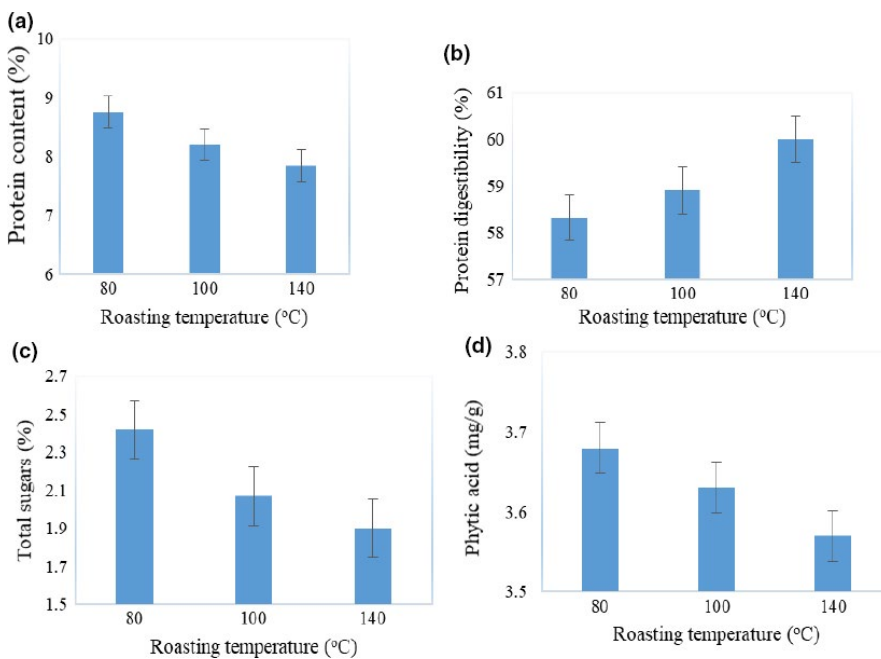 (a)
Protein content (%)
10
9
8
7
6
80 100 140
Roasting temperature (°C)
(b)
Protein digestibility (%)
61
60
59
58
57
80 100 140
Roasting temperature (°C)
(c)
Total sugars (%)
2.7
2.5
2.3
2.1
1.9
1.7
1.5
80 100 140
Roasting temperature (°C)
(d)
Phytic acid (mg/g)
3.8
3.7
3.6
3.5
80 100 140
Roasting temperature (°C)